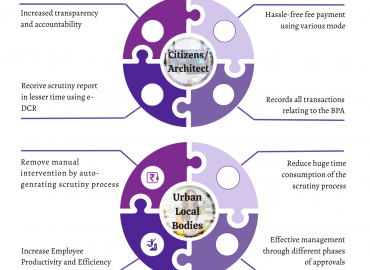 Increased transparency
and accountability
Hassle-free fee payment
using various mode
Citizens/
Architect
Receive scrutiny report
in lesser time using e-
DCR
Records all transactions
relating to the BPA
Remove manual
intervention by auto-
genrating scrutiny process
Reduce huge time
consumption of the
scrutiny process
Urban
Local
Bodies
Increase Employee
Productivity and Efficiency
Effective management
through different phases
of approvals